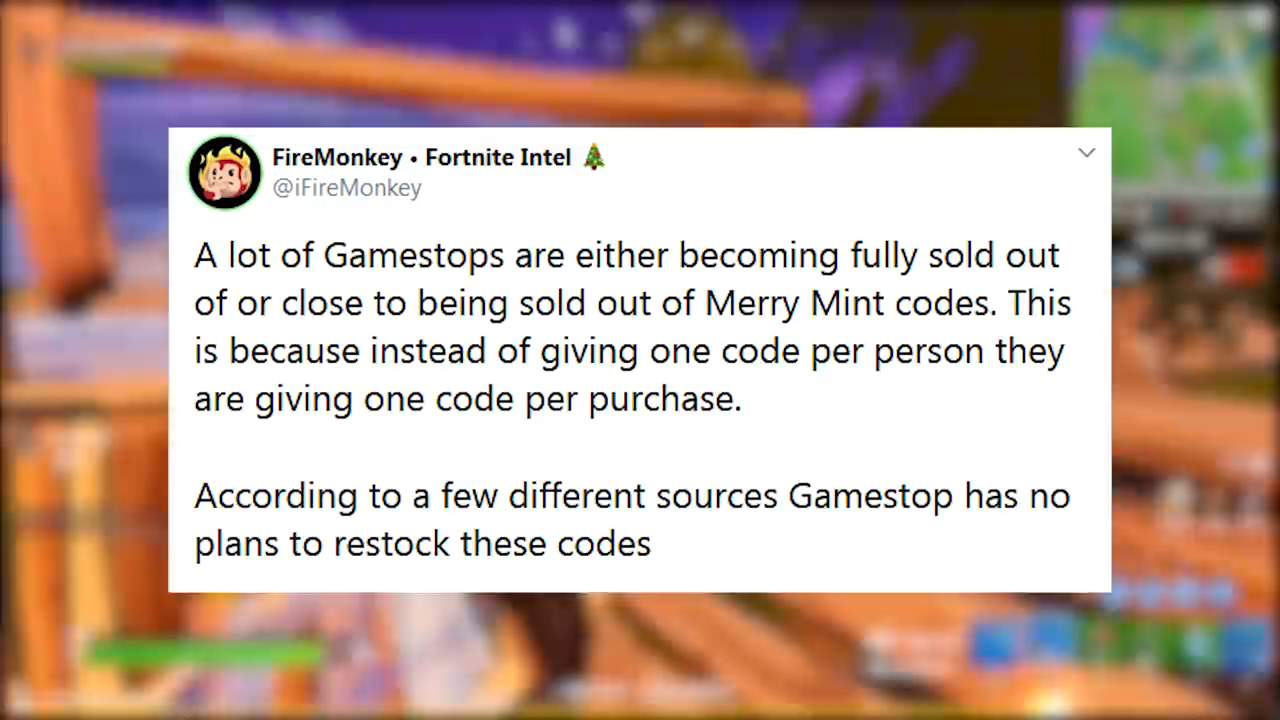 FireMonkey • Fortnite Intel 🎄
@iFireMonkey
A lot of Gamestops are either becoming fully sold out
of or close to being sold out of Merry Mint codes. This
is because instead of giving one code per person they
are giving one code per purchase.
According to a few different sources Gamestop has no
plans to restock these codes